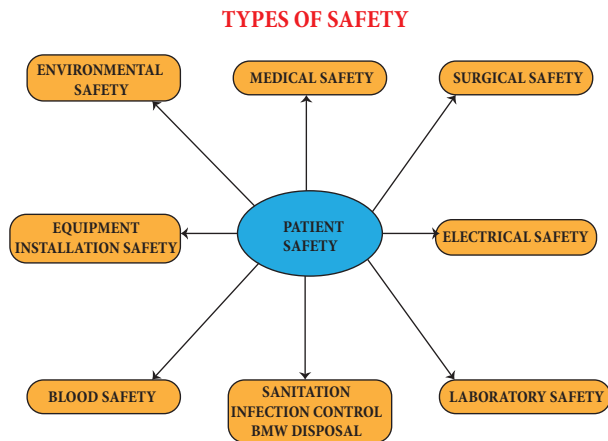 TYPES OF SAFETY
ENVIRONMENTAL
SAFETY
MEDICAL SAFETY
SURGICAL SAFETY
EQUIPMENT
INSTALLATION SAFETY
PATIENT
SAFETY
ELECTRICAL SAFETY
BLOOD SAFETY
SANITATION
INFECTION CONTROL
BMW DISPOSAL
LABORATORY SAFETY